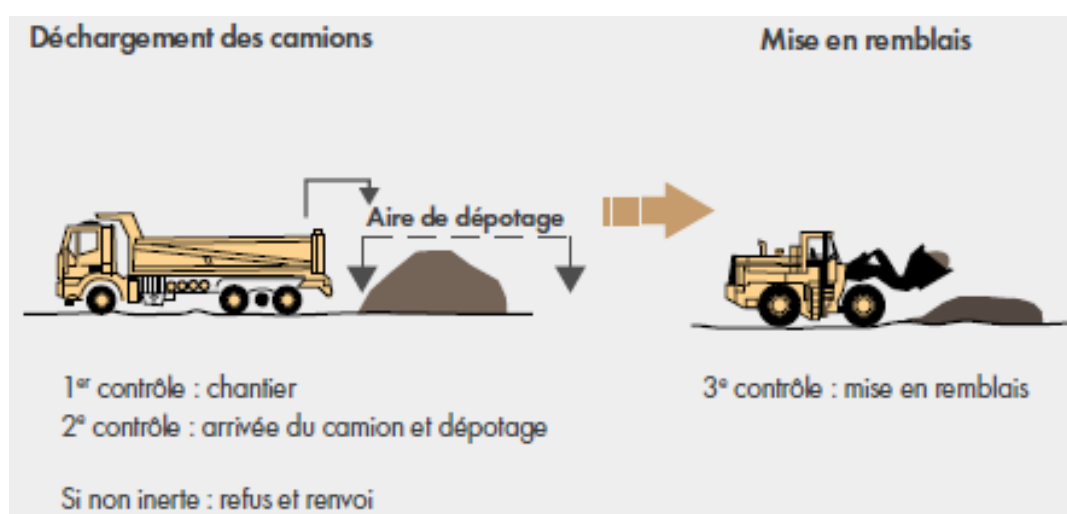 Déchargement des camions
Mise en remblais
Aire de dépotage
1er contrôle : chantier
2e contrôle : arrivée du camion et dépotage
3e contrôle : mise en remblais
Si non inerte : refus et renvoi